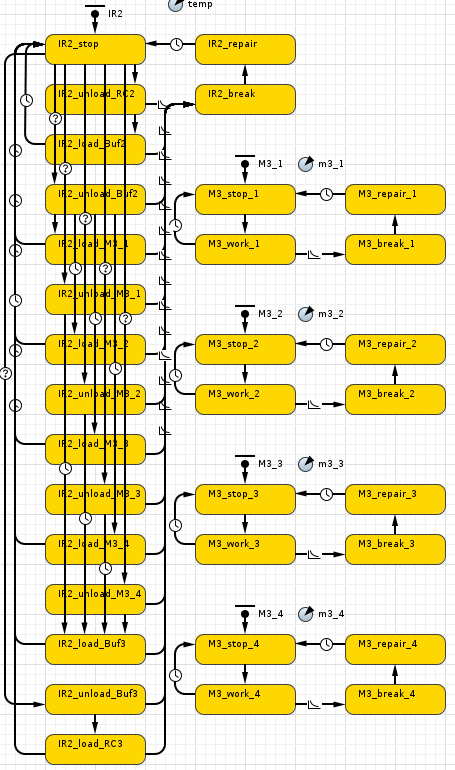 temp
IR2
IR2_stop
IR2_repair
IR2_unload_RC2
IR2_break
IR2_load_Buf2
M3_1
m3_1
IR2_unload_Buf2
M3_stop_1
M3_repair_1
IR2_load_M3_1
M3_work_1
M3_break_1
IR2_unload_M3_1
M3_2
m3_2
IR2_load_M3_2
M3_stop_2
M3_repair_2
IR2_unload_M3_2
M3_work_2
M3_break_2
IR2_load_M3_3
M3_3
m3_3
IR2_unload_M3_3
M3_stop_3
M3_repair_3
IR2_load_M3_4
M3_work_3
M3_break_3
IR2_unload_M3_4
M3_4
m3_4
IR2_load_Buf3
M3_stop_4
M3_repair_4
IR2_unload_Buf3
M3_work_4
M3_break_4
IR2_load_RC3